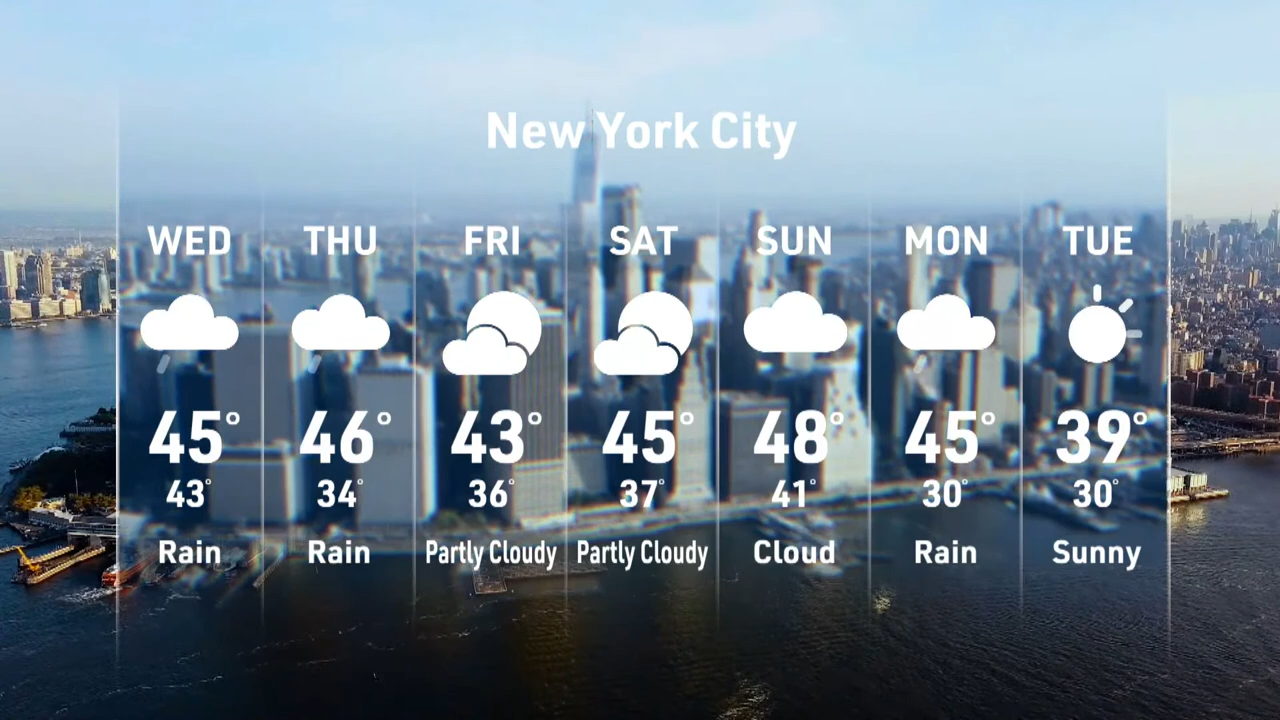 New York City
WED THU FRI SAT SUN MON TUE
45° 46° 43° 45° 48° 45° 39°
43° 34° 36° 37° 41° 30° 30°
Rain Rain Partly Cloudy Partly Cloudy Cloud Rain Sunny